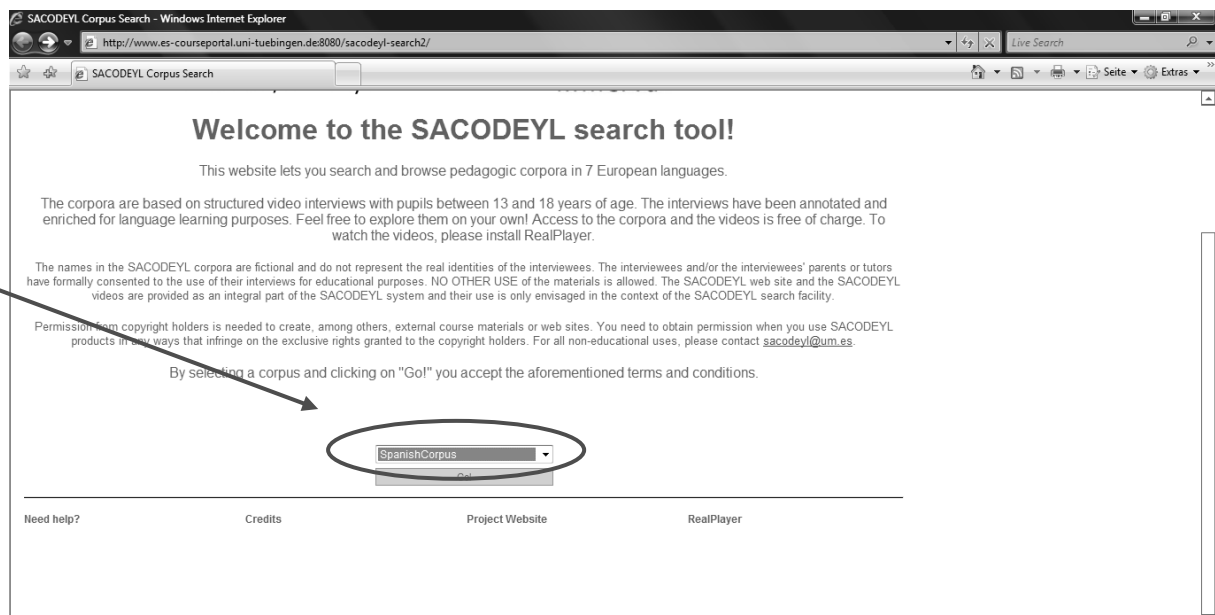 SACODEYL Corpus Search - Windows Internet Explorer
http://www.es-courseportal.uni-tuebingen.de:8080/sacodeyl-search2/
Live Search
SACODEYL Corpus Search
Seite
Extras
Welcome to the SACODEYL search tool!
This website lets you search and browse pedagogic corpora in 7 European languages.
The corpora are based on structured video interviews with pupils between 13 and 18 years of age. The interviews have been annotated and
enriched for language learning purposes. Feel free to explore them on your own! Access to the corpora and the videos is free of charge. To
watch the videos, please install RealPlayer.
The names in the SACODEYL corpora are fictional and do not represent the real identities of the interviewees. The interviewees and/or the interviewees' parents or tutors
have formally consented to the use of their interviews for educational purposes. NO OTHER USE of the materials is allowed. The SACODEYL web site and the SACODEYL
videos are provided as an integral part of the SACODEYL system and their use is only envisaged in the context of the SACODEYL search facility.
Permission from copyright holders is needed to create, among others, external course materials or web sites. You need to obtain permission when you use SACODEYL
products in any ways that infringe on the exclusive rights granted to the copyright holders. For all non-educational uses, please contact sacodeyl@um.es.
By selecting a corpus and clicking on "Go!" you accept the aforementioned terms and conditions.
SpanishCorpus
Go!
Need help?
Credits
Project Website
RealPlayer